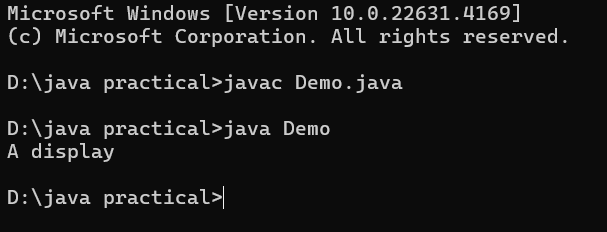 Microsoft Windows [Version 10.0.22631.4169]
(c) Microsoft Corporation. All rights reserved.
D:\java practical>javac Demo.java
D:\java practical>java Demo
A display
D:\java practical>